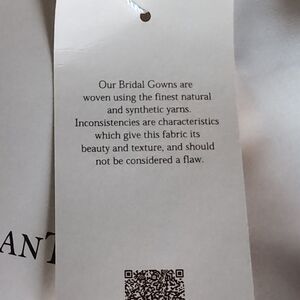 Our Bridal Gowns are
woven using the finest natural
and synthetic yarns.
Inconsistencies are characteristics
which give this fabric its
beauty and texture, and should
not be considered a flaw.
ANT